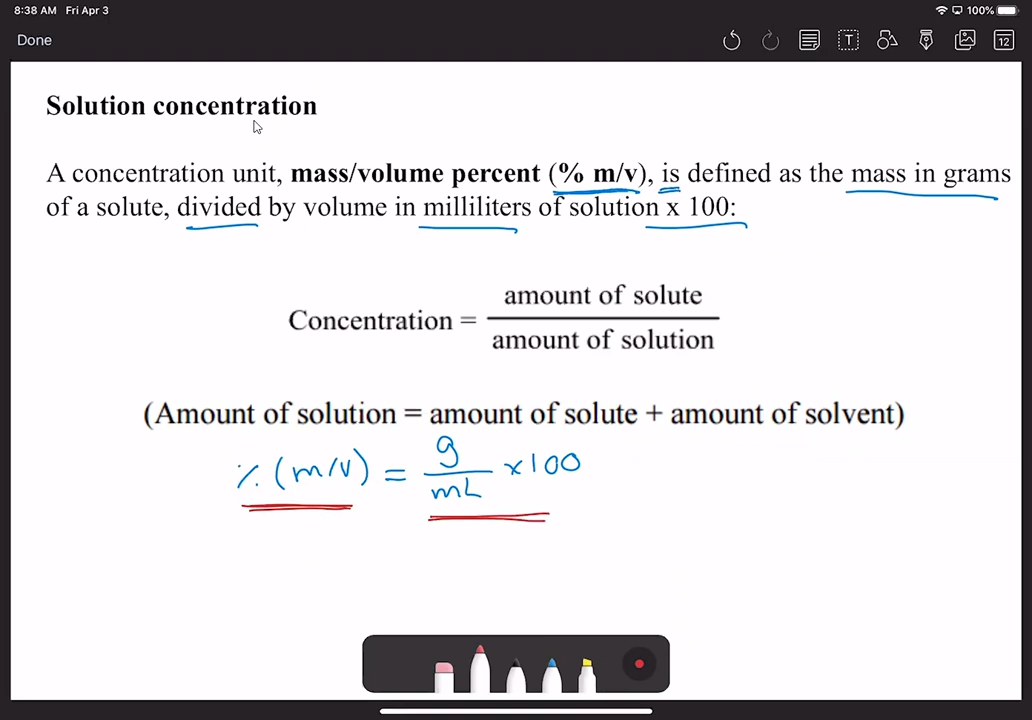 8:38 AM Fri Apr 3 100%
Done T 12
Solution concentration
A concentration unit, mass/volume percent (% m/v), is defined as the mass in grams
of a solute, divided by volume in milliliters of solution x 100:
Concentration = amount of solute
amount of solution
(Amount of solution = amount of solute + amount of solvent)
% (m/v) = g/mL x100